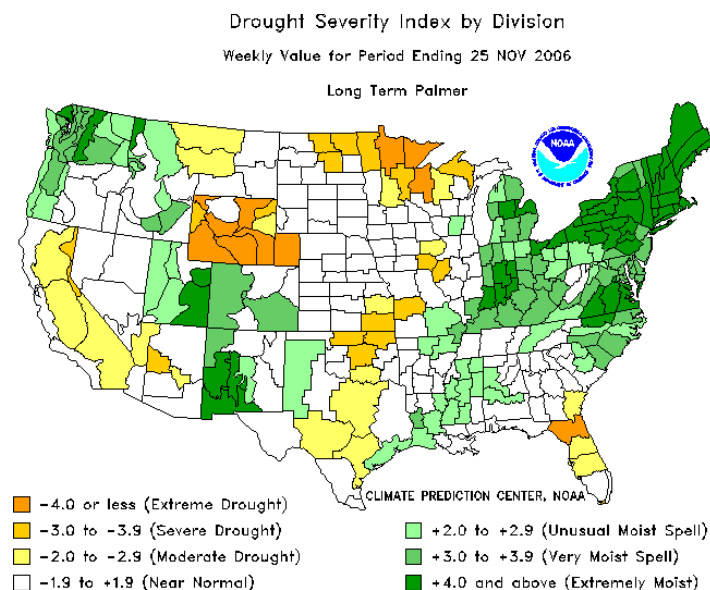 Drought Severity Index by Division
Weekly Value for Period Ending 25 NOV 2006
Long Term Palmer
NOAA
CLIMATE PREDICTION CENTER, NOAA
-4.0 or less (Extreme Drought)
-3.0 to -3.9 (Severe Drought)
-2.0 to -2.9 (Moderate Drought)
-1.9 to +1.9 (Near Normal)
+2.0 to +2.9 (Unusual Moist Spell)
+3.0 to +3.9 (Very Moist Spell)
+4.0 and above (Extremely Moist)